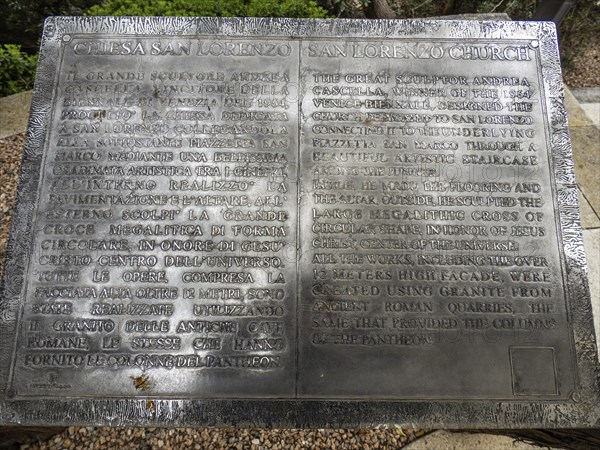 CHIESA SAN LORENZO
IL GRANDE SCULTORE ANDREA
CASCELLA, VINCITORE DELLA
BIENNALE DI VENEZIA DEL 1964,
PROGETTÒ LA CHIESA DEDICATA
A SAN LORENZO COLLEGANDOLA
ALLA SOTTOSTANTE PIAZZETTA SAN
MARCO MEDIANTE UNA BELLISSIMA
SCALINATA ARTISTICA TRA I GINEPRI.
ALL'INTERNO REALIZZO' LA
PAVIMENTAZIONE E L'ALTARE, ALL'
ESTERNO SCOLPI' LA GRANDE
CROCE MEGALITICA DI FORMA
CIRCOLARE, IN ONORE DI GESU'
CRISTO CENTRO DELL'UNIVERSO.
TUTTE LE OPERE, COMPRESA LA
FACCIATA ALTA OLTRE 12 METRI, SONO
STATE REALIZZATE UTILIZZANDO
IL GRANITO DELLE ANTICHE CAVE
ROMANE, LE STESSE CHE HANNO
FORNITO LE COLONNE DEL PANTHEON.
SAN LORENZO CHURCH
THE GREAT SCULPTOR ANDREA
CASCELLA, WINNER OF THE 1964
VENICE BIENNALE, DESIGNED THE
CHURCH DEDICATED TO SAN LORENZO
CONNECTING IT TO THE UNDERLYING
PIAZZETTA SAN MARCO THROUGH A
BEAUTIFUL ARTISTIC STAIRCASE
THE
INSIDE, HE MADE THE FLOORING AND
THE ALTAR, OUTSIDE, HE SCULPTED THE
LARGE MEGALITHIC CROSS OF
CIRCULAR SHAPE, IN HONOR OF JESUS
CHRIST, CENTER OF THE UNIVERSE.
ALL THE WORKS, INCLUDING THE OVER
12 METERS HIGH FACADE, WERE
CREATED USING GRANITE FROM
ANCIENT ROMAN QUARRIES, THE
SAME THAT PROVIDED THE COLUMNS
OF THE PANTHEON.